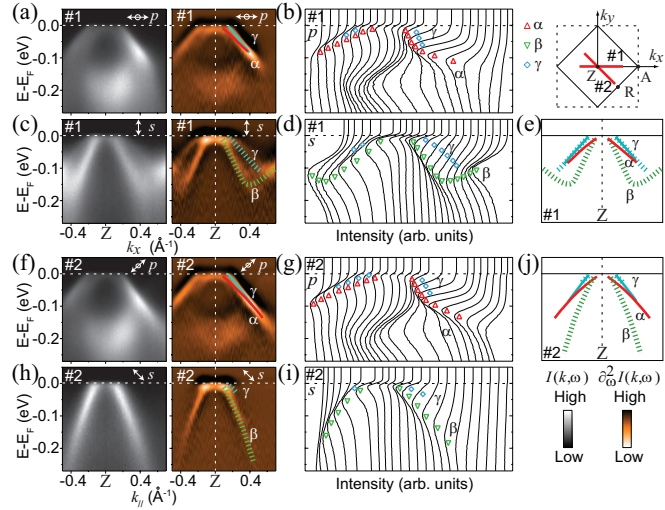 (a) #1 p γ α
E-E_F (eV) 0.0 -0.1 -0.2
(b) #1 p α
△ α
▽ β
◇ γ
k_y k_x #1 #2 Z A R
(c) #1 s #1 s γ β
E-E_F (eV) 0.0 -0.1 -0.2
-0.4 Z 0.4 -0.4 Z 0.4
k_x (Å⁻¹)
(d) #1 s β
Intensity (arb. units)
(e) γ α β Z #1
(f) #2 p γ α
E-E_F (eV) 0.0 -0.1 -0.2
(g) #2 p γ α
(h) #2 s γ β
E-E_F (eV) 0.0 -0.1 -0.2
-0.4 Z 0.4 -0.4 Z 0.4
k_// (Å⁻¹)
(i) #2 s γ β
Intensity (arb. units)
(j) γ α β Z #2
I(k,ω) ∂²_ω I(k,ω)
High High
Low Low